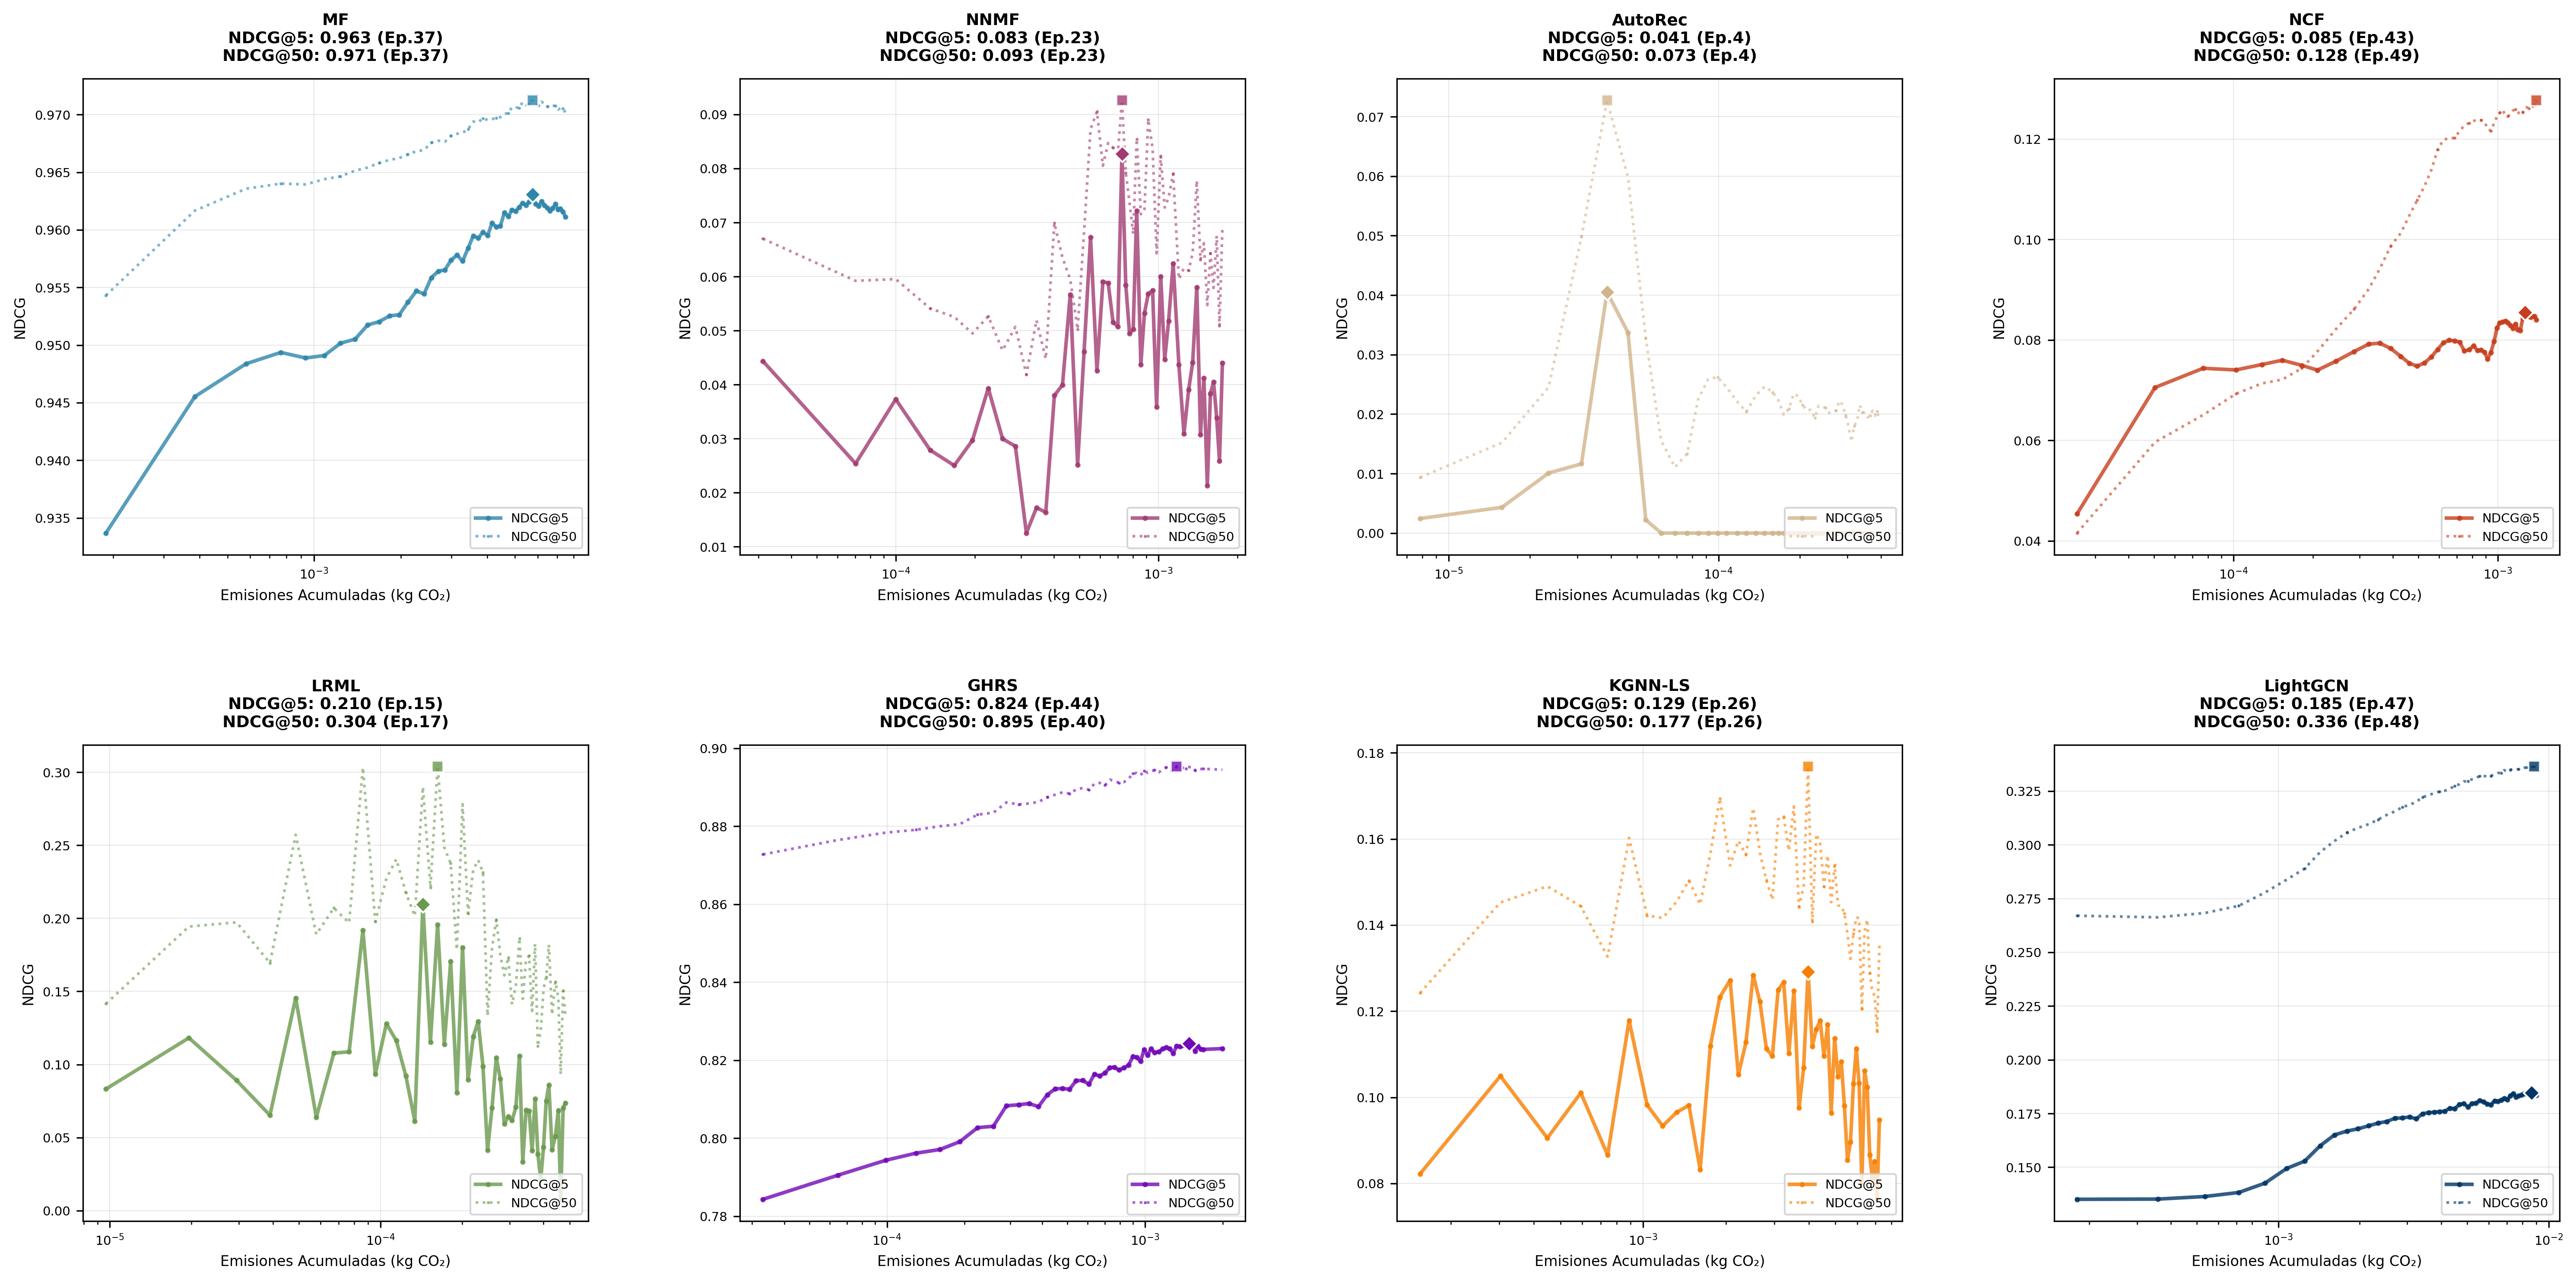 MF
NDCG@5: 0.963 (Ep.37)
NDCG@50: 0.971 (Ep.37)
0.970
0.965
0.960
0.955
0.950
0.945
0.940
0.935
NDCG
10⁻³
Emisiones Acumuladas (kg CO₂)
NDCG@5
NDCG@50
NNMF
NDCG@5: 0.083 (Ep.23)
NDCG@50: 0.093 (Ep.23)
0.09
0.08
0.07
0.06
0.05
0.04
0.03
0.02
0.01
NDCG
10⁻⁴
10⁻³
Emisiones Acumuladas (kg CO₂)
NDCG@5
NDCG@50
AutoRec
NDCG@5: 0.041 (Ep.4)
NDCG@50: 0.073 (Ep.4)
0.07
0.06
0.05
0.04
0.03
0.02
0.01
0.00
NDCG
10⁻⁵
10⁻⁴
Emisiones Acumuladas (kg CO₂)
NDCG@5
NDCG@50
NCF
NDCG@5: 0.085 (Ep.43)
NDCG@50: 0.128 (Ep.49)
0.12
0.10
0.08
0.06
0.04
NDCG
10⁻⁴
10⁻³
Emisiones Acumuladas (kg CO₂)
NDCG@5
NDCG@50
LRML
NDCG@5: 0.210 (Ep.15)
NDCG@50: 0.304 (Ep.17)
0.30
0.25
0.20
0.15
0.10
0.05
0.00
NDCG
10⁻⁵
10⁻⁴
Emisiones Acumuladas (kg CO₂)
NDCG@5
NDCG@50
GHRS
NDCG@5: 0.824 (Ep.44)
NDCG@50: 0.895 (Ep.40)
0.90
0.88
0.86
0.84
0.82
0.80
0.78
NDCG
10⁻⁴
10⁻³
Emisiones Acumuladas (kg CO₂)
NDCG@5
NDCG@50
KGNN-LS
NDCG@5: 0.129 (Ep.26)
NDCG@50: 0.177 (Ep.26)
0.18
0.16
0.14
0.12
0.10
0.08
NDCG
10⁻³
Emisiones Acumuladas (kg CO₂)
NDCG@5
NDCG@50
LightGCN
NDCG@5: 0.185 (Ep.47)
NDCG@50: 0.336 (Ep.48)
0.325
0.300
0.275
0.250
0.225
0.200
0.175
0.150
NDCG
10⁻³
10⁻²
Emisiones Acumuladas (kg CO₂)
NDCG@5
NDCG@50